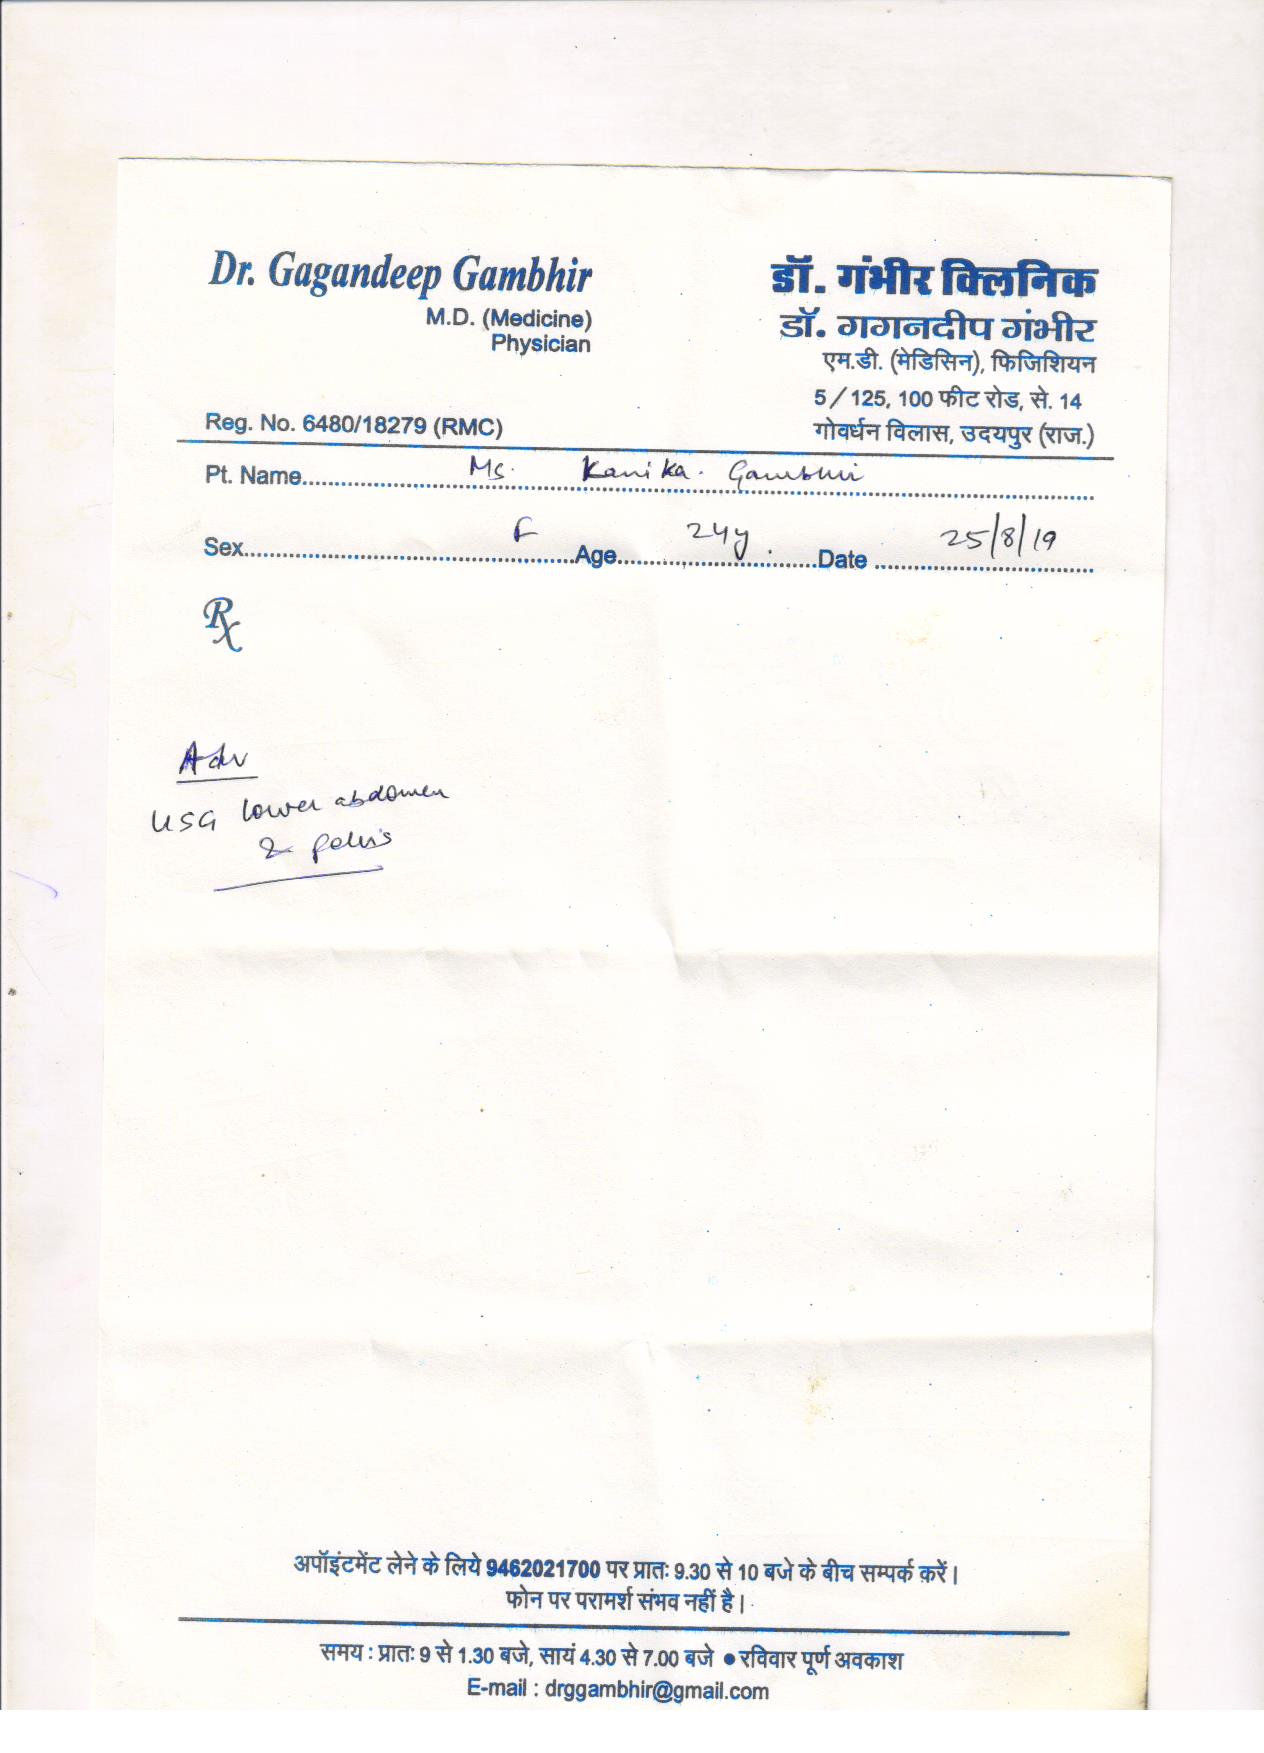 Dr. Gagandeep Gambhir
M.D. (Medicine)
Physician
Reg. No. 6480/18279 (RMC)
डॉ. गंभीर क्लिनिक
डॉ. गगनदीप गंभीर
एम.डी. (मेडिसिन), फिजिशियन
5/125, 100 फीट रोड, से. 14
गोवर्धन विलास, उदयपुर (राज.)
Pt. Name Ms. Kanika Gambhir
Sex F Age 24y. Date 25/8/19
Rx
Adv
USG lower abdomen
& pelvis
अपॉइंटमेंट लेने के लिये 9462021700 पर प्रातः 9.30 से 10 बजे के बीच सम्पर्क करें।
फोन पर परामर्श संभव नहीं है।
समय : प्रातः 9 से 1.30 बजे, सायं 4.30 से 7.00 बजे ● रविवार पूर्ण अवकाश
E-mail : drggambhir@gmail.com